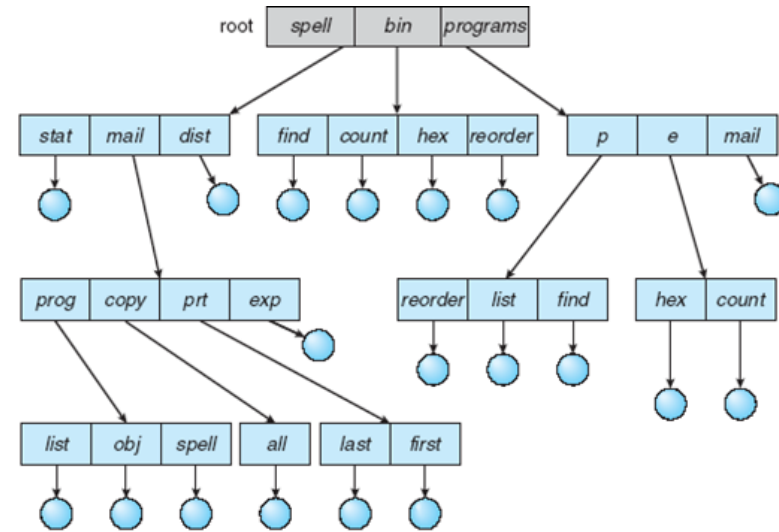 root spell bin programs
stat mail dist find count hex reorder p e mail
prog copy prt exp reorder list find hex count
list obj spell all last first